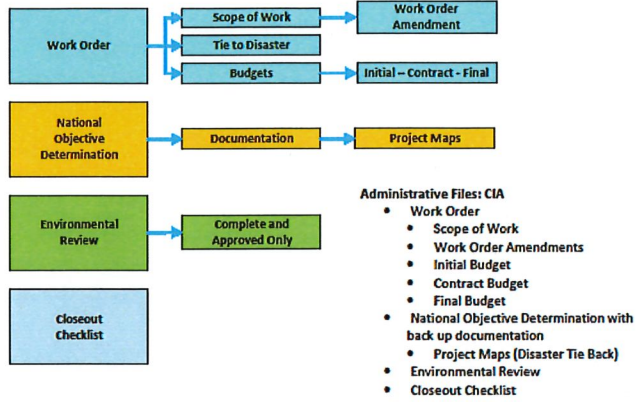 Work Order
Scope of Work
Work Order
Amendment
Tie to Disaster
Budgets
Initial – Contract - Final
National
Objective
Determination
Documentation
Project Maps
Environmental
Review
Complete and
Approved Only
Closeout
Checklist
Administrative Files: CIA
• Work Order
• Scope of Work
• Work Order Amendments
• Initial Budget
• Contract Budget
• Final Budget
• National Objective Determination with
back up documentation
• Project Maps (Disaster Tie Back)
• Environmental Review
• Closeout Checklist